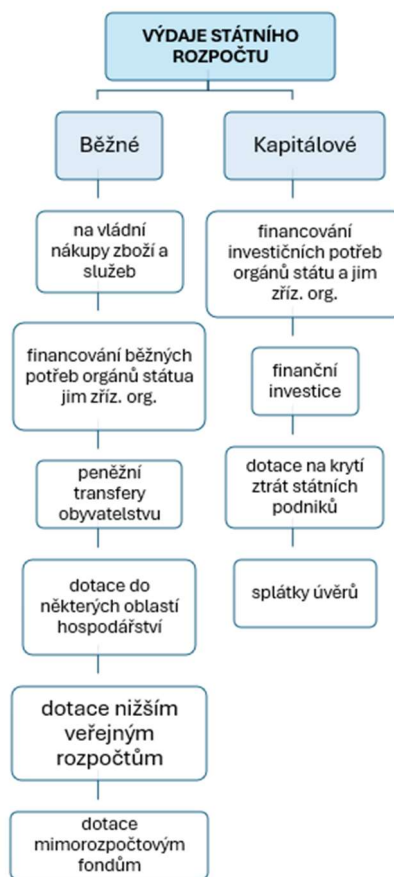 VÝDAJE STÁTNÍHO
ROZPOČTU
Běžné
na vládní
nákupy zboží a
služeb
financování běžných
potřeb orgánů státua
jim zříz. org.
peněžní
transfery
obyvatelstvu
dotace do
některých oblastí
hospodářství
dotace nižším
veřejným
rozpočtům
dotace
mimorozpočtovým
fondům
Kapitálové
financování
investičních potřeb
orgánů státu a jim
zříz. org.
finanční
investice
dotace na krytí
ztrát státních
podniků
splátky úvěrů